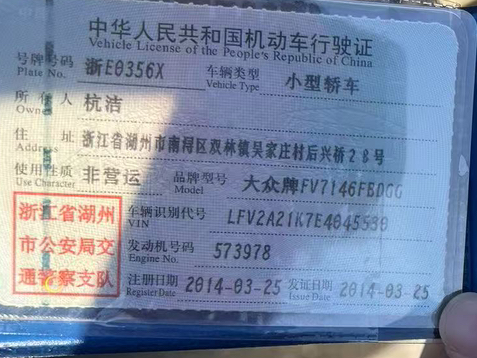 中华人民共和国机动车行驶证
Vehicle License of the People's Republic of China
号牌号码 浙E0356X 车辆类型 小型轿车
Plate No. Vehicle Type
所有人 杭洁
Owner
住址 浙江省湖州市南浔区双林镇吴家庄村后兴桥28号
Address
使用性质 非营运 品牌型号 大众牌FV7146FBDGG
Use Character Model
浙江省湖州
市公安局交
通警察支队
车辆识别代号 LFV2A21K7E4045530
VIN
发动机号码 573978
Engine No.
注册日期 2014-03-25 发证日期 2014-03-25
Register Date Issue Date